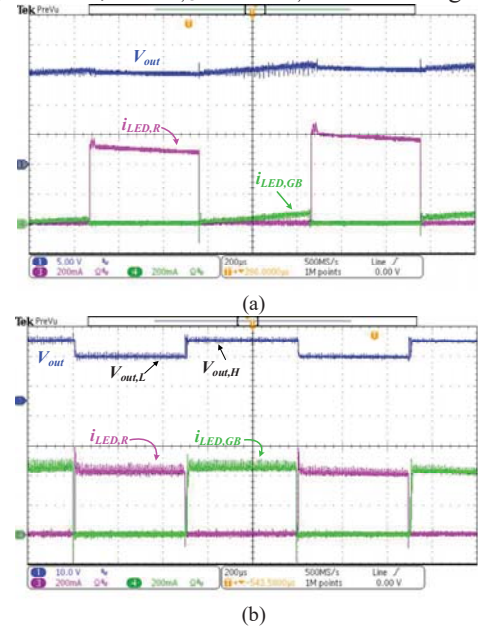 Tek PreVu
Vout
iLED,R
iLED,GB
1 5.00 V
3 200mA Ω 4 200mA Ω
200µs 500MS/s Line
1M points 0.00 V
(a)
Tek PreVu
Vout
Vout,L
Vout,H
iLED,R
iLED,GB
1 10.0 V
3 200mA Ω 4 200mA Ω
200µs 500MS/s Line
1M points 0.00 V
(b)